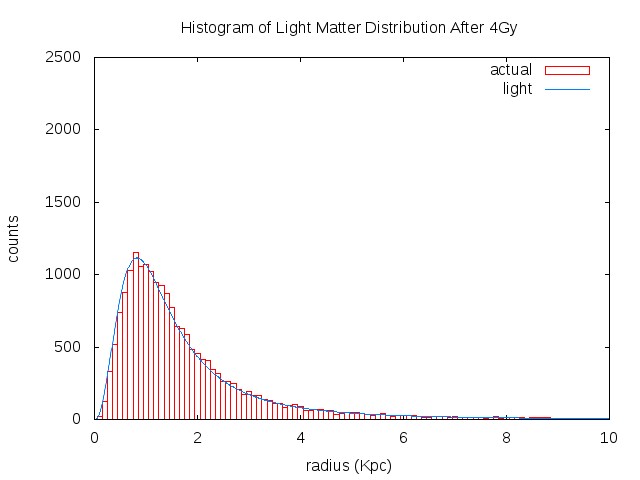 Histogram of Light Matter Distribution After 4Gy
2500
2000
1500
1000
500
0
counts
actual
light
0 2 4 6 8 10
radius (Kpc)